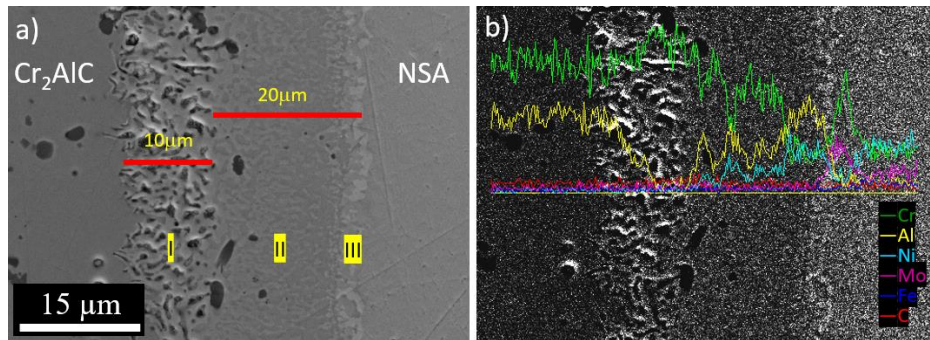 a)
Cr₂AlC
NSA
20μm
10μm
I
II
III
15 μm
b)
Cr
Al
Ni
Mo
Fe
C